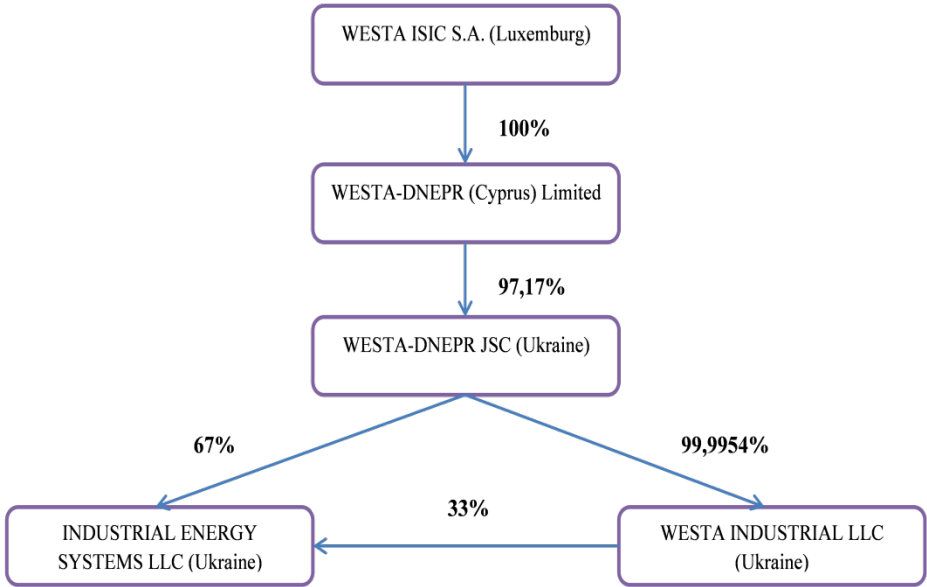 WESTA ISIC S.A. (Luxemburg)
100%
WESTA-DNEPR (Cyprus) Limited
97,17%
WESTA-DNEPR JSC (Ukraine)
67%
99,9954%
33%
INDUSTRIAL ENERGY
SYSTEMS LLC (Ukraine)
WESTA INDUSTRIAL LLC
(Ukraine)